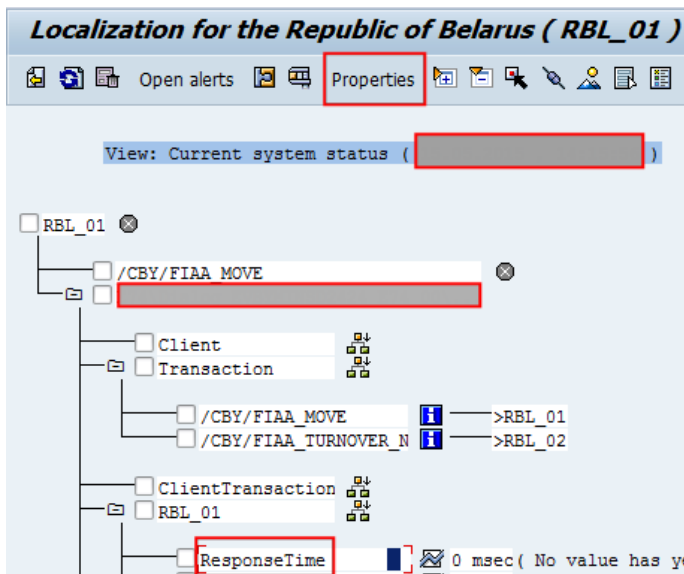 Localization for the Republic of Belarus ( RBL_01 )
Open alerts Properties
View: Current system status ( )
RBL_01
/CBY/FIAA_MOVE
Client
Transaction
/CBY/FIAA_MOVE >RBL_01
/CBY/FIAA_TURNOVER_N >RBL_02
ClientTransaction
RBL_01
ResponseTime 0 msec( No value has